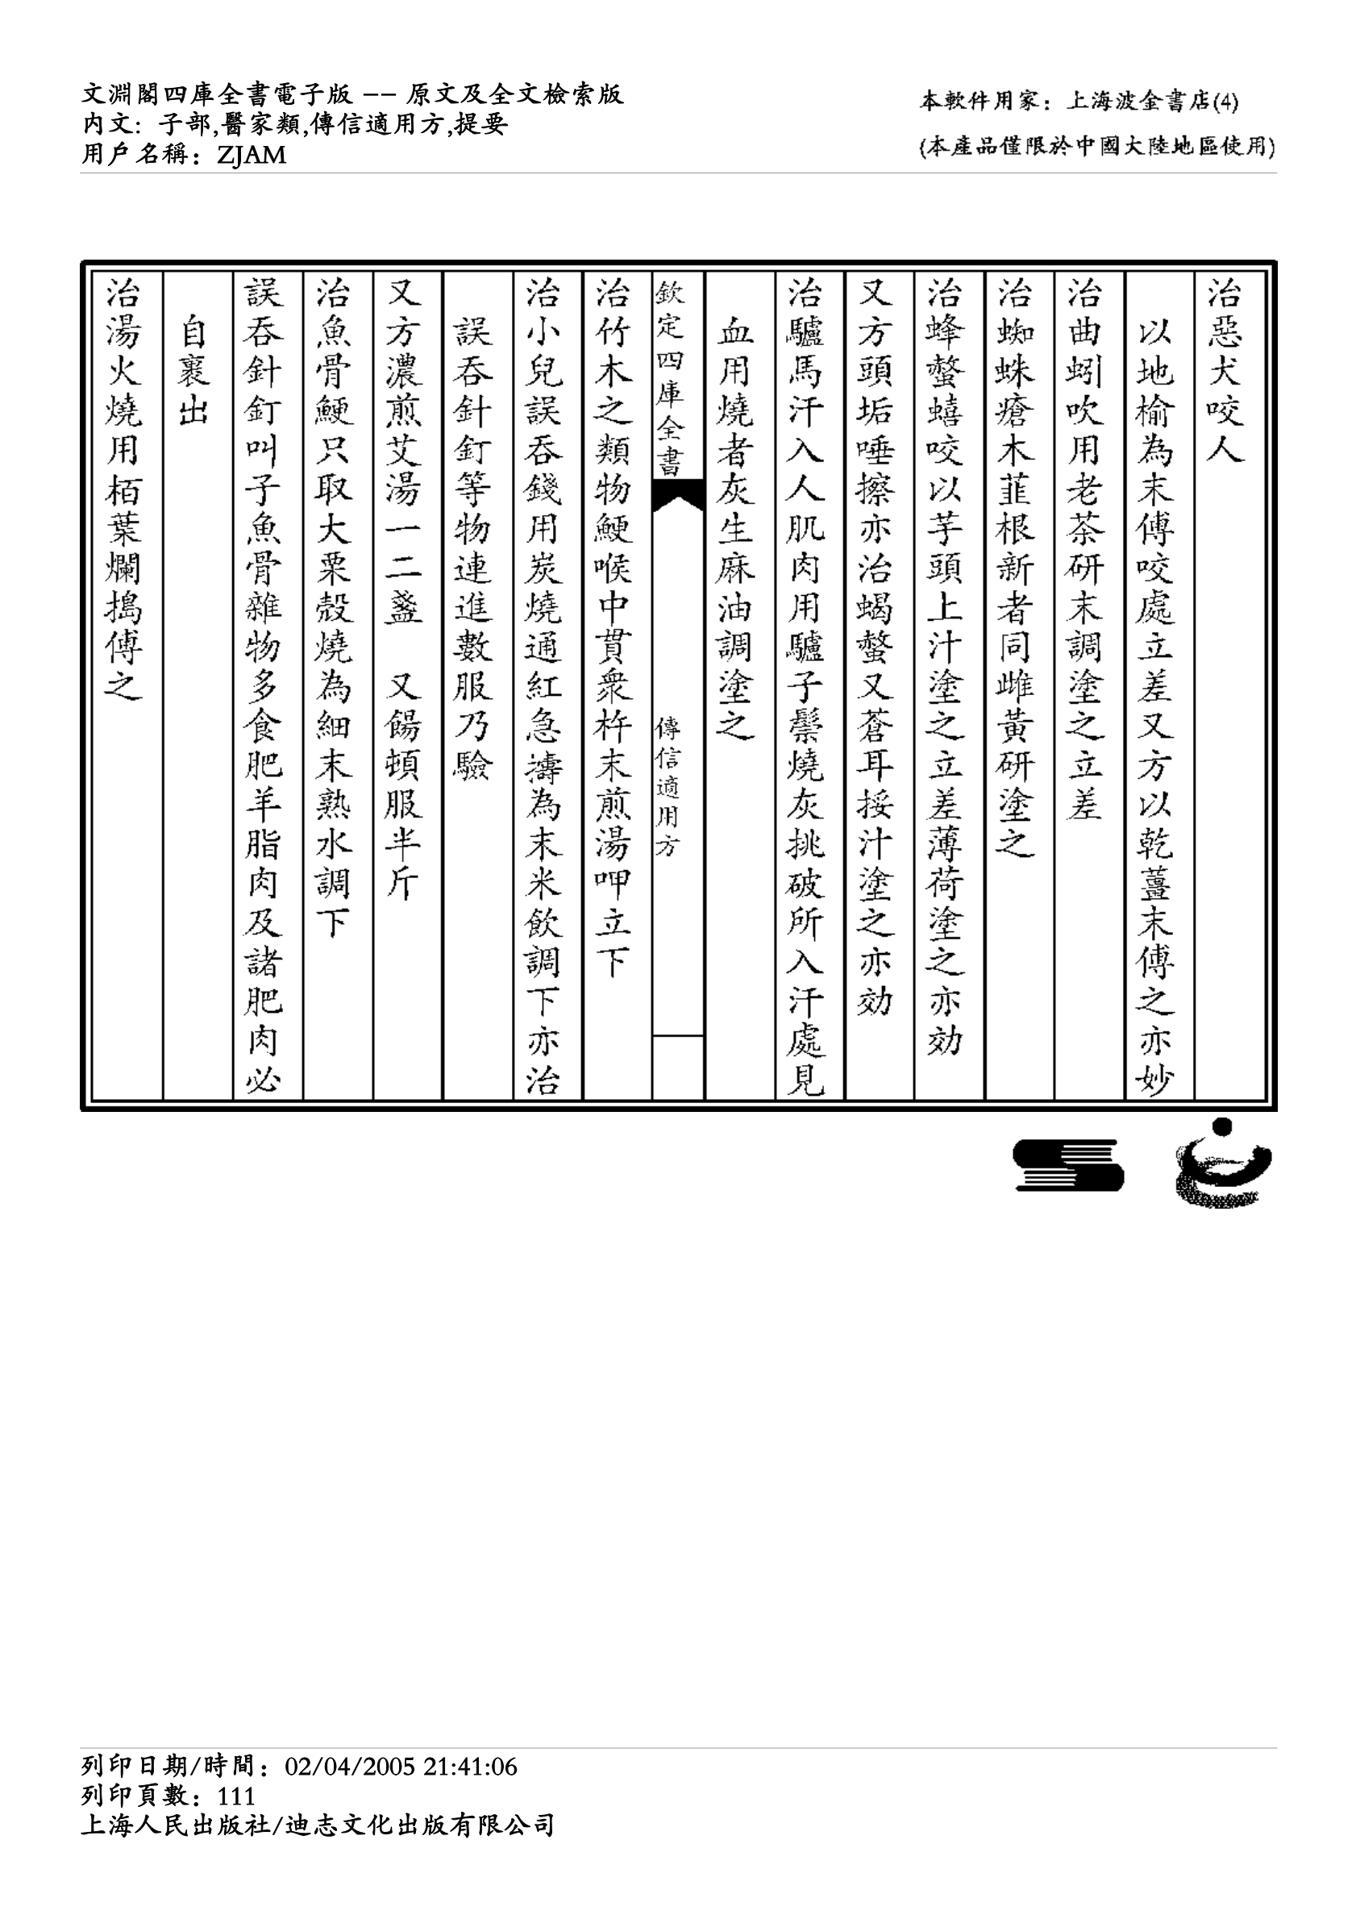 文淵閣四庫全書電子版 -- 原文及全文檢索版
內文: 子部,醫家類,傳信適用方,提要
用戶名稱: ZJAM
本軟件用家: 上海波金書店(4)
(本產品僅限於中國大陸地區使用)
治惡犬咬人
以地榆為末傅咬處立差又方以乾薑末傅之亦妙
治曲蚓吹用老茶研末調塗之立差
治蜘蛛瘡木韮根新者同雌黃研塗之
治蜂螫蟢咬以芋頭上汁塗之立差薄荷塗之亦効
又方頭垢唾擦亦治蝎螫又蒼耳挼汁塗之亦効
治驢馬汗入人肌肉用驢子鬃燒灰挑破所入汗處見
血用燒者灰生麻油調塗之
欽定四庫全書
傳信適用方
治竹木之類物鯁喉中貫衆杵末煎湯呷立下
治小兒誤吞錢用炭燒通紅急擣為末米飲調下亦治
誤吞針釘等物連進數服乃驗
又方濃煎艾湯一二盞 又餳頓服半斤
治魚骨鯁只取大栗殼燒為細末熟水調下
誤吞針釘叫子魚骨雜物多食肥羊脂肉及諸肥肉必
自裹出
治湯火燒用栢葉爛搗傅之
列印日期/時間: 02/04/2005 21:41:06
列印頁數: 111
上海人民出版社/迪志文化出版有限公司